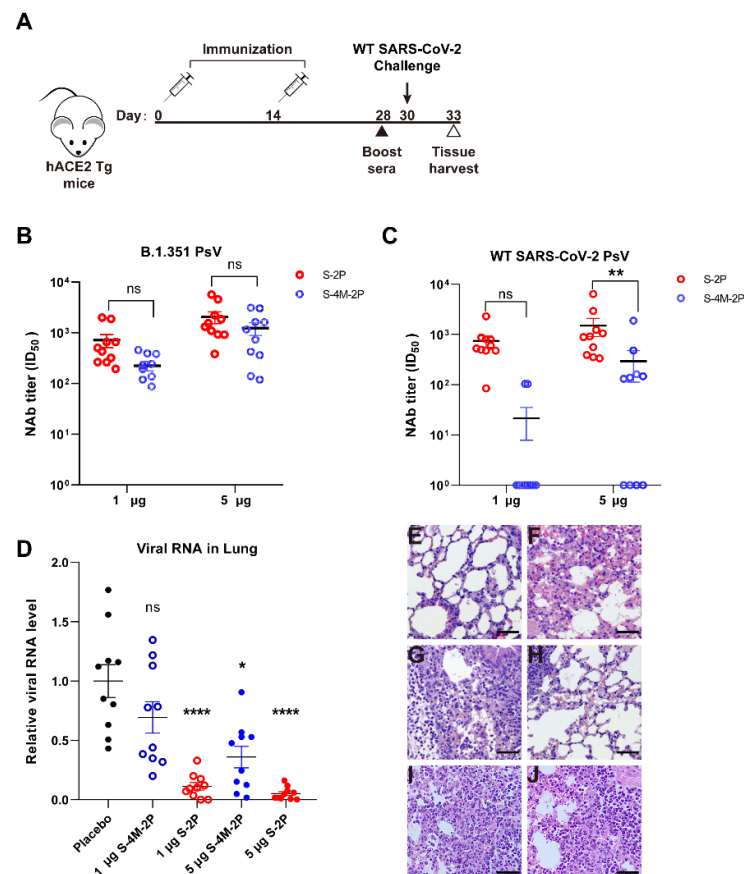 A
Immunization
WT SARS-CoV-2
Challenge
Day: 0 14 28 30 33
hACE2 Tg
mice
Boost
sera
Tissue
harvest
B
B.1.351 PsV
ns
ns
S-2P
S-4M-2P
NAb titer (ID50)
10⁴
10³
10²
10¹
10⁰
1 μg
5 μg
C
WT SARS-CoV-2 PsV
ns
**
S-2P
S-4M-2P
NAb titer (ID50)
10⁴
10³
10²
10¹
10⁰
1 μg
5 μg
D
Viral RNA in Lung
Relative viral RNA level
2.0
1.5
1.0
0.5
0.0
ns
****
*
****
Placebo
1 μg S-4M-2P
1 μg S-2P
5 μg S-4M-2P
5 μg S-2P
E
F
G
H
I
J